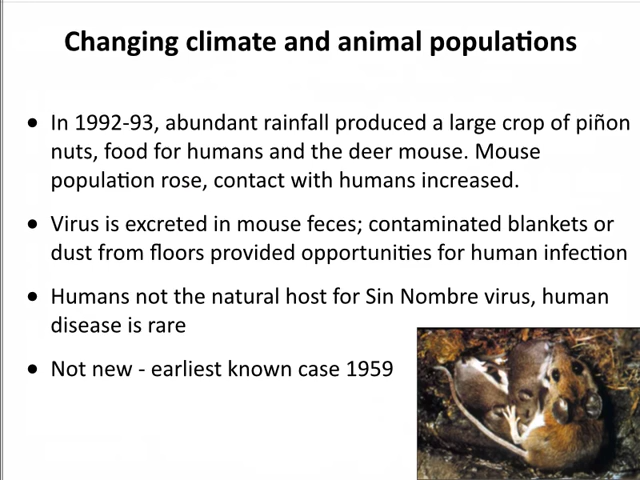 Changing climate and animal populations
• In 1992-93, abundant rainfall produced a large crop of piñon
nuts, food for humans and the deer mouse. Mouse
population rose, contact with humans increased.
• Virus is excreted in mouse feces; contaminated blankets or
dust from floors provided opportunities for human infection
• Humans not the natural host for Sin Nombre virus, human
disease is rare
• Not new - earliest known case 1959